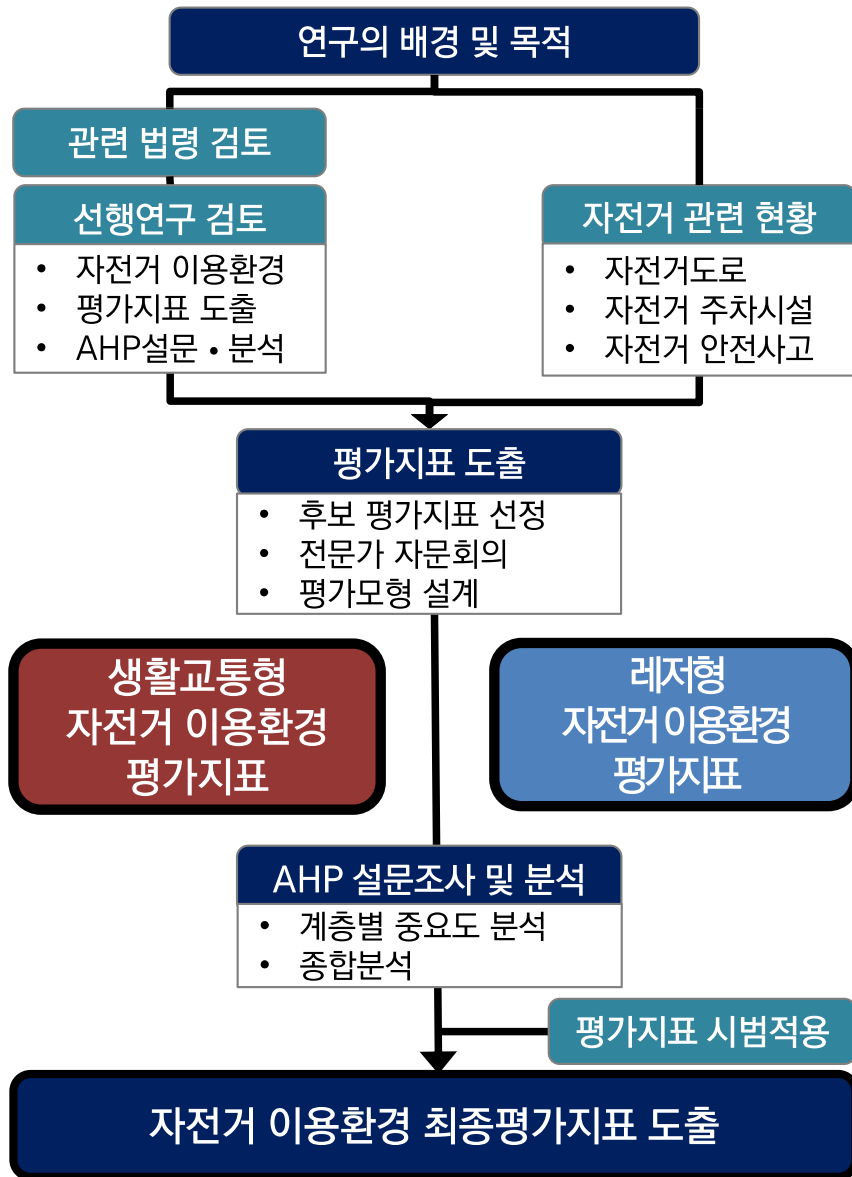 연구의 배경 및 목적
관련 법령 검토
선행연구 검토
• 자전거 이용환경
• 평가지표 도출
• AHP설문 • 분석
자전거 관련 현황
• 자전거도로
• 자전거 주차시설
• 자전거 안전사고
평가지표 도출
• 후보 평가지표 선정
• 전문가 자문회의
• 평가모형 설계
생활교통형
자전거 이용환경
평가지표
레저형
자전거 이용환경
평가지표
AHP 설문조사 및 분석
• 계층별 중요도 분석
• 종합분석
평가지표 시범적용
자전거 이용환경 최종평가지표 도출